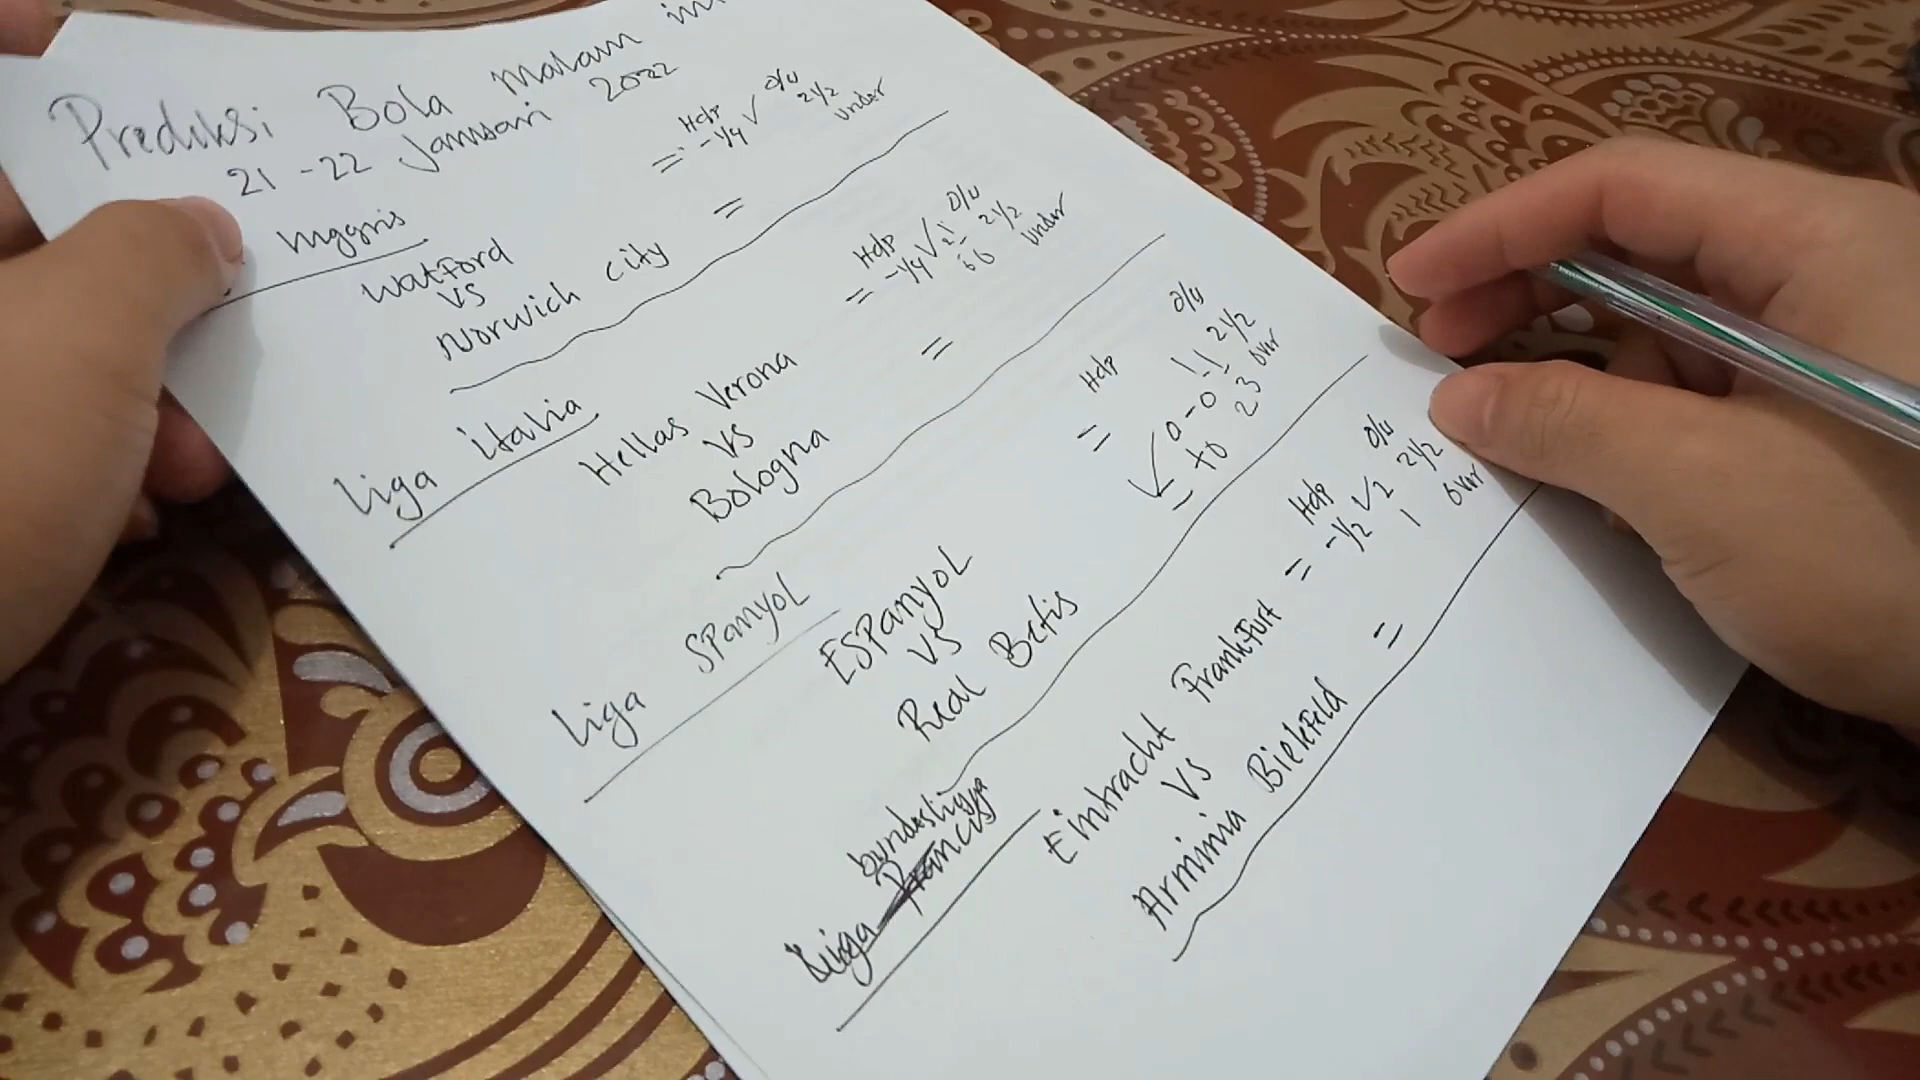 Prediksi Bola Malam
21 - 22 Januari 2022
Inggris
Watford = Hdp -1/4 √ O/U 2 1/2 under
VS
Norwich city =
Liga italia
Hellas Verona = Hdp -1/4 √ O/U 2 1/2 under
VS
Bologna =
Liga SPanyoL
ESPanyoL = Hdp 0-0 O/U 2 1/2 over
VS
Real Betis
bundesligga
Liga
Eintracht FrankFurt = Hdp -1/2 √ O/U 2 1/2 over
VS
Arminia BieleFeld =